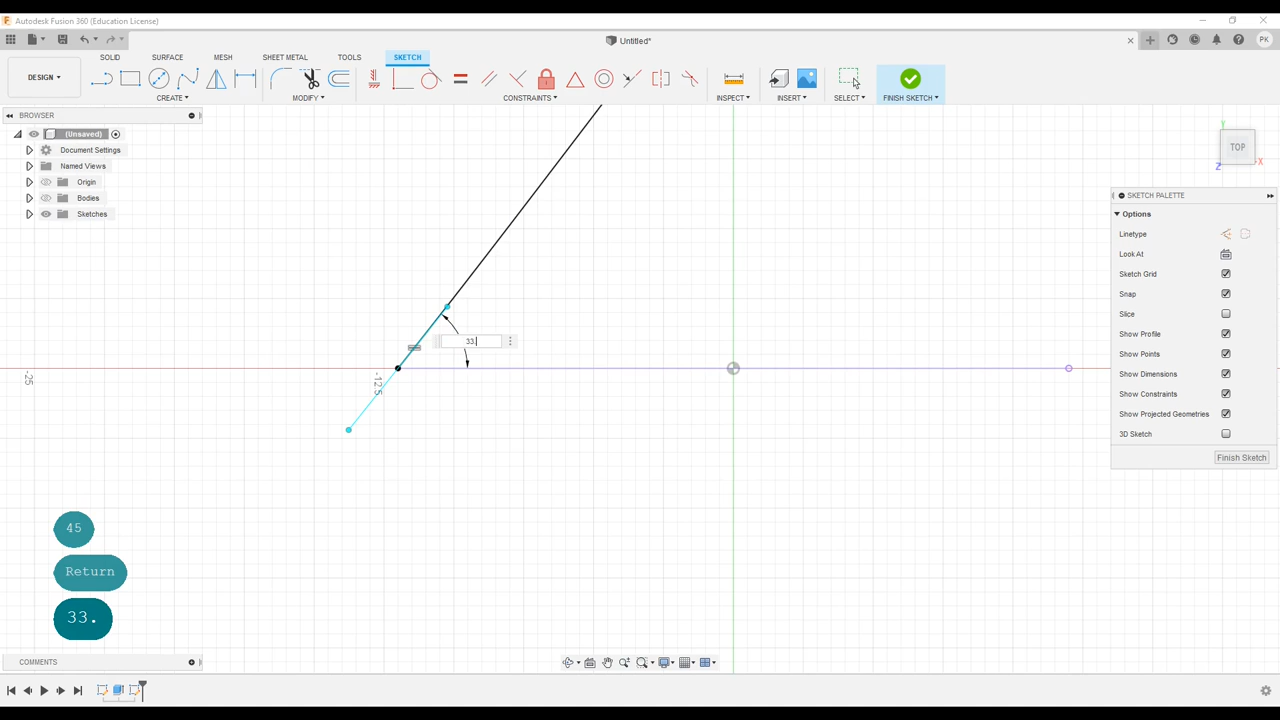 Autodesk Fusion 360 (Education License)
Untitled*
PK
DESIGN
SOLID
SURFACE
MESH
SHEET METAL
TOOLS
SKETCH
CREATE
MODIFY
CONSTRAINTS
INSPECT
INSERT
SELECT
FINISH SKETCH
BROWSER
(Unsaved)
Document Settings
Named Views
Origin
Bodies
Sketches
Y
TOP
X
Z
SKETCH PALETTE
Options
Linetype
Look At
Sketch Grid
Snap
Slice
Show Profile
Show Points
Show Dimensions
Show Constraints
Show Projected Geometries
3D Sketch
Finish Sketch
33.
-25
-12.5
45
Return
33.
COMMENTS